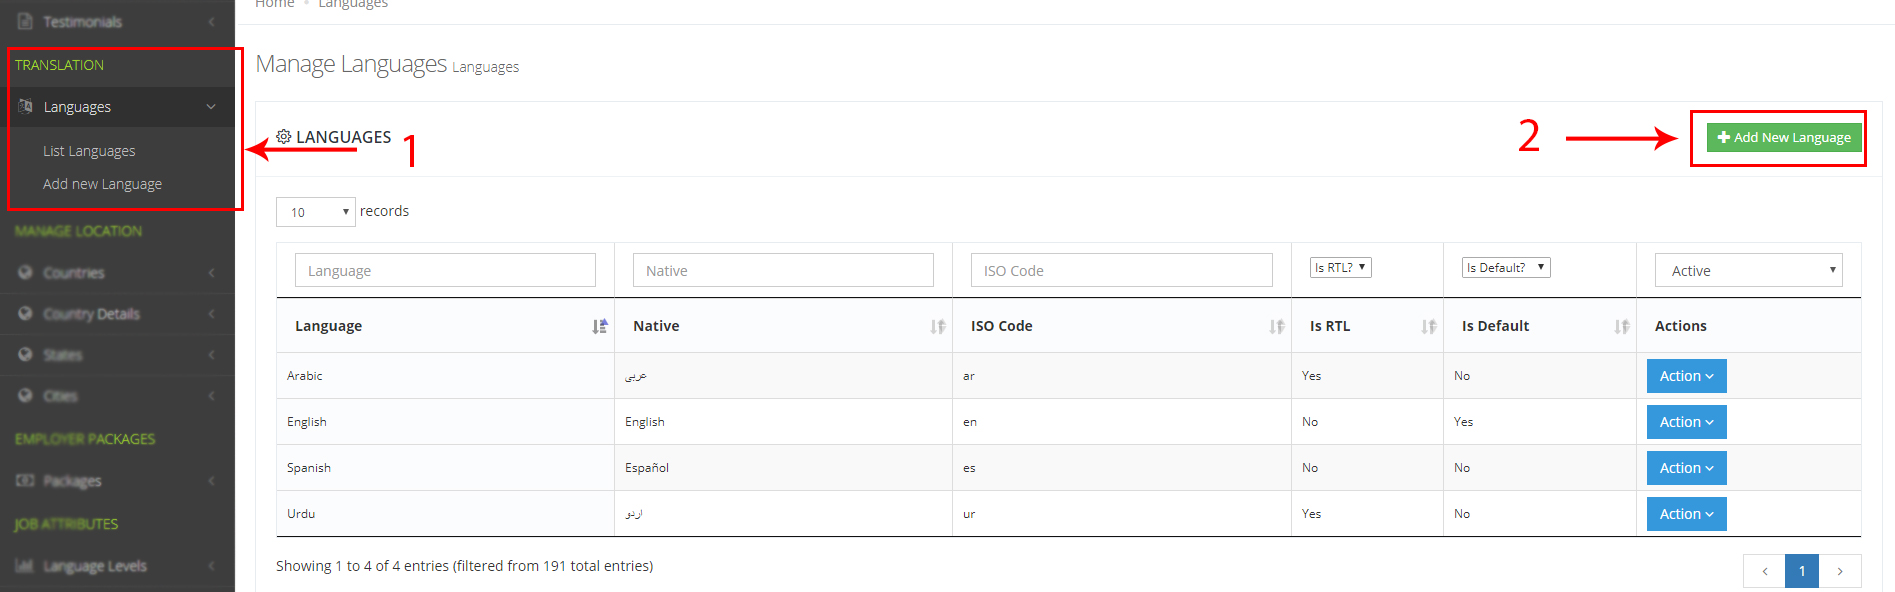 Home • Languages
Testimonials
TRANSLATION
Languages
List Languages
Add new Language
MANAGE LOCATION
Countries
Country Details
States
Cities
EMPLOYER PACKAGES
Packages
JOB ATTRIBUTES
Language Levels
Manage Languages Languages
LANGUAGES
1
2
Add New Language
10 records
Language Native ISO Code Is RTL? Is Default? Active
Language Native ISO Code Is RTL Is Default Actions
Arabic عربى ar Yes No Action
English English en No Yes Action
Spanish Español es No No Action
Urdu اردو ur Yes No Action
Showing 1 to 4 of 4 entries (filtered from 191 total entries)
< 1 >